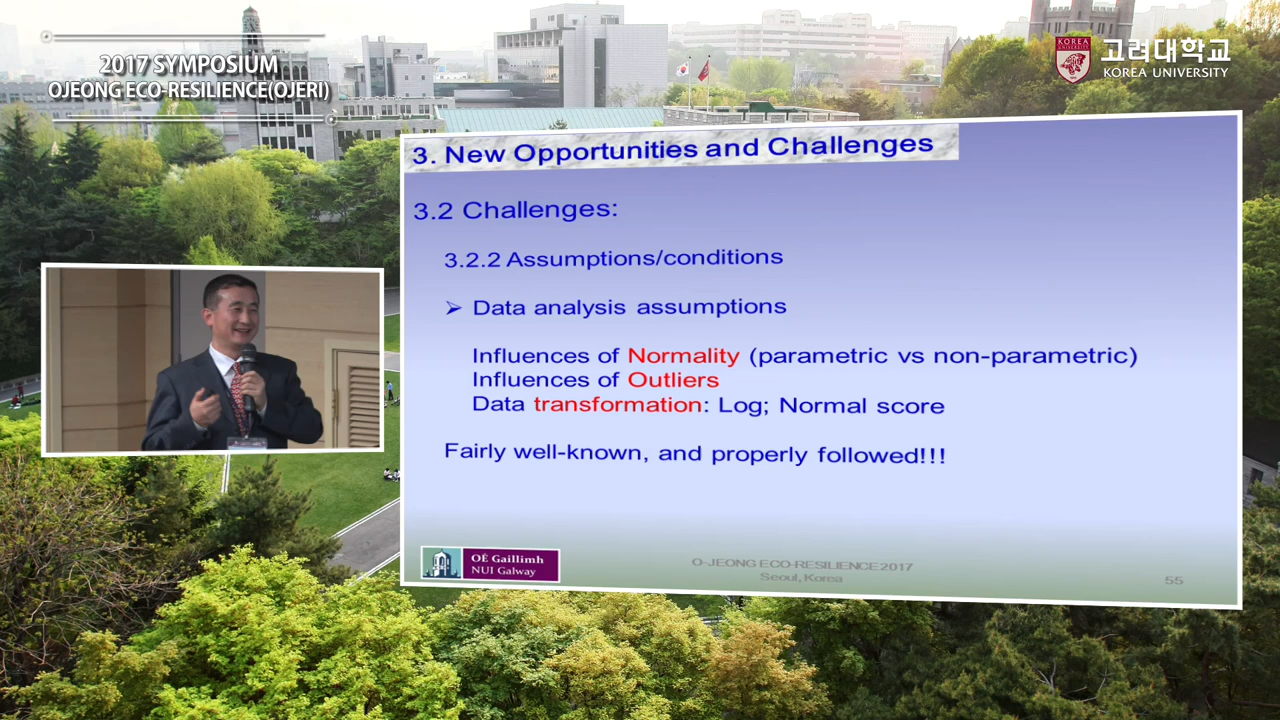 2017 SYMPOSIUM
OJEONG ECO-RESILIENCE(OJERI)
KOREA
UNIVERSITY
고려대학교
KOREA UNIVERSITY
3. New Opportunities and Challenges
3.2 Challenges:
3.2.2 Assumptions/conditions
➢ Data analysis assumptions
Influences of Normality (parametric vs non-parametric)
Influences of Outliers
Data transformation: Log; Normal score
Fairly well-known, and properly followed!!!
OÉ Gaillimh
NUI Galway
O-JEONG ECO-RESILIENCE 2017
Seoul, Korea
55